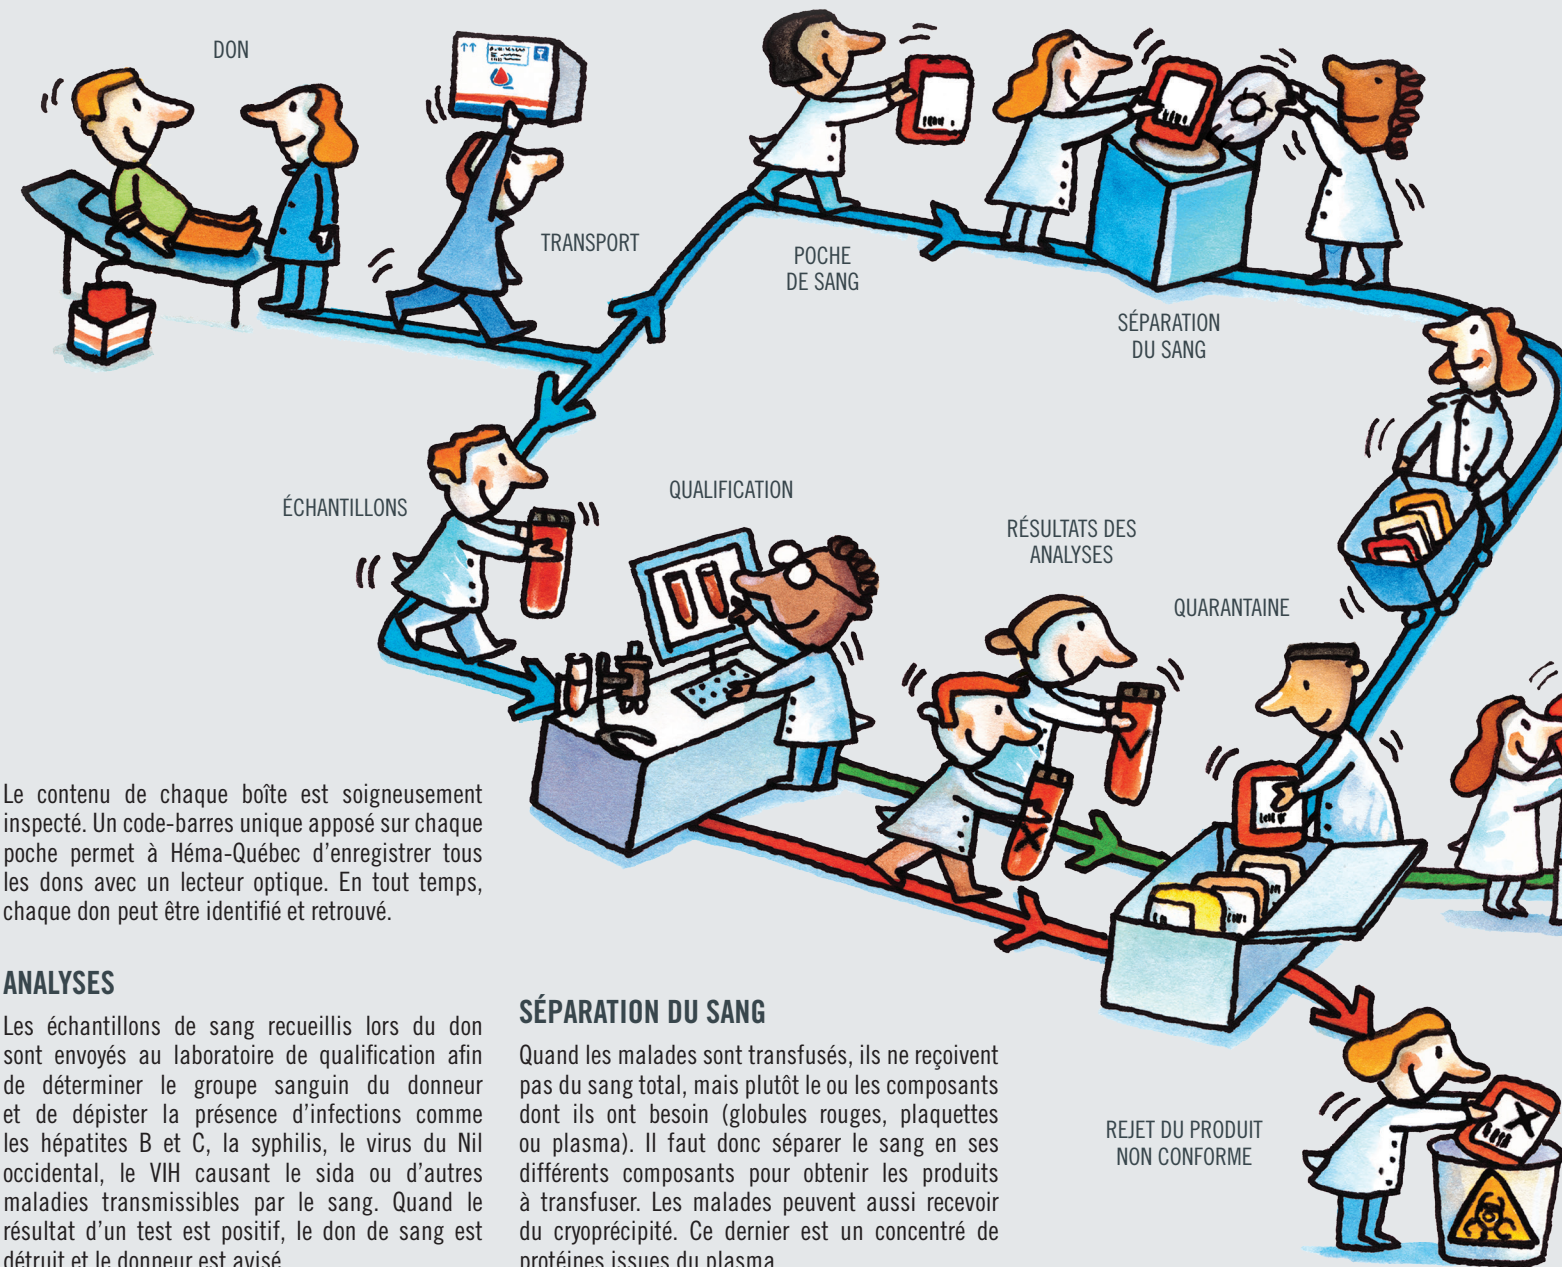 DON
TRANSPORT
POCHE
DE SANG
SÉPARATION
DU SANG
ÉCHANTILLONS
QUALIFICATION
RÉSULTATS DES
ANALYSES
QUARANTAINE
Le contenu de chaque boîte est soigneusement
inspecté. Un code-barres unique apposé sur chaque
poche permet à Héma-Québec d'enregistrer tous
les dons avec un lecteur optique. En tout temps,
chaque don peut être identifié et retrouvé.
ANALYSES
Les échantillons de sang recueillis lors du don
sont envoyés au laboratoire de qualification afin
de déterminer le groupe sanguin du donneur
et de dépister la présence d'infections comme
les hépatites B et C, la syphilis, le virus du Nil
occidental, le VIH causant le sida ou d'autres
maladies transmissibles par le sang. Quand le
résultat d'un test est positif, le don de sang est
détruit et le donneur est avisé.
SÉPARATION DU SANG
Quand les malades sont transfusés, ils ne reçoivent
pas du sang total, mais plutôt le ou les composants
dont ils ont besoin (globules rouges, plaquettes
ou plasma). Il faut donc séparer le sang en ses
différents composants pour obtenir les produits
à transfuser. Les malades peuvent aussi recevoir
du cryoprécipité. Ce dernier est un concentré de
protéines issues du plasma.
REJET DU PRODUIT
NON CONFORME